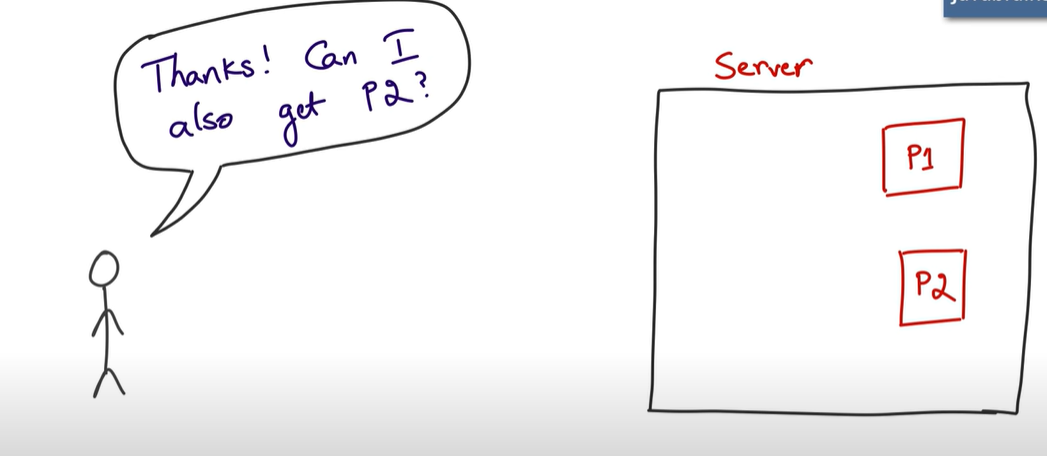 Thanks! Can I
also get P2?
Server
P1
P2